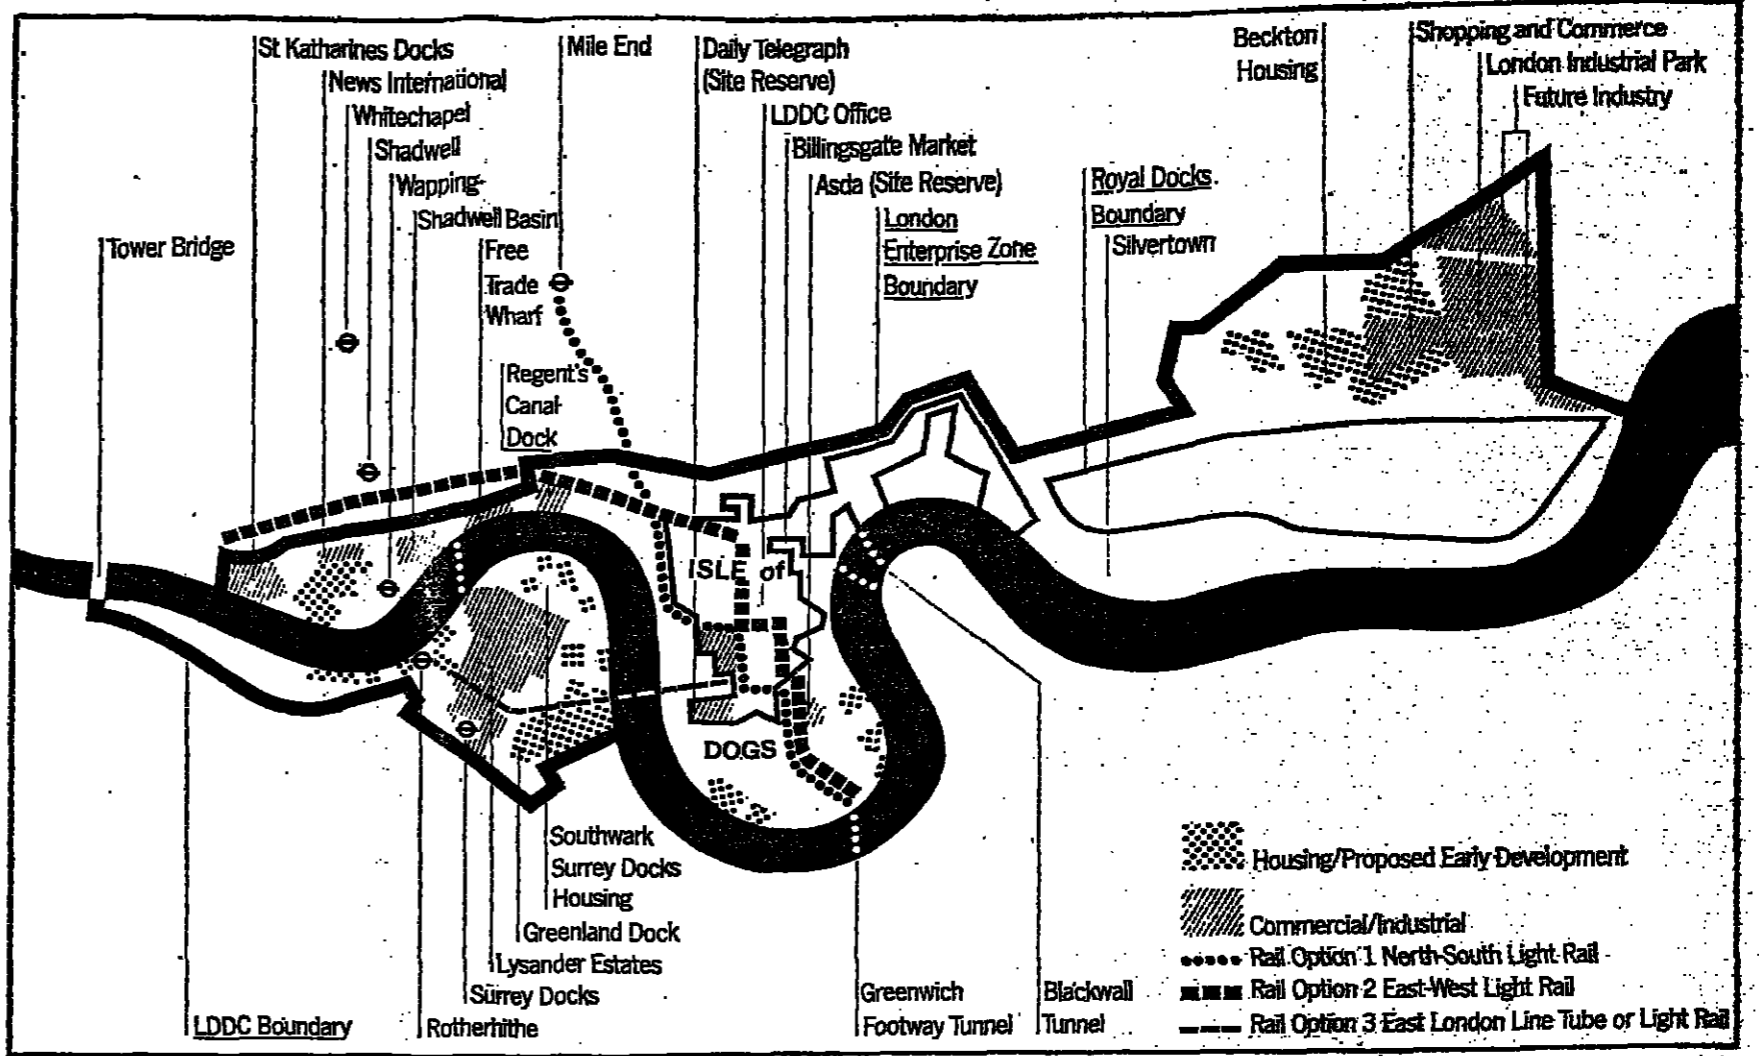 St Katharines Docks
News International
Whitechapel
Shadwell
Wapping
Shadwell Basin
Tower Bridge
Free
Trade
Wharf
Regent's
Canal
Dock
Mile End
Daily Telegraph
(Site Reserve)
LDDC Office
Billingsgate Market
Asda (Site Reserve)
London
Enterprise Zone
Boundary
Royal Docks
Boundary
Silvertown
Beckton
Housing
Shopping and Commerce
London Industrial Park
Future Industry
ISLE of
DOGS
Southwark
Surrey Docks
Housing
Greenland Dock
Lysander Estates
Surrey Docks
Rotherhithe
LDDC Boundary
Greenwich
Footway Tunnel
Blackwall
Tunnel
Housing/Proposed Early Development
Commercial/Industrial
Rail Option 1 North-South Light Rail
Rail Option 2 East-West Light Rail
Rail Option 3 East London Line Tube or Light Rail